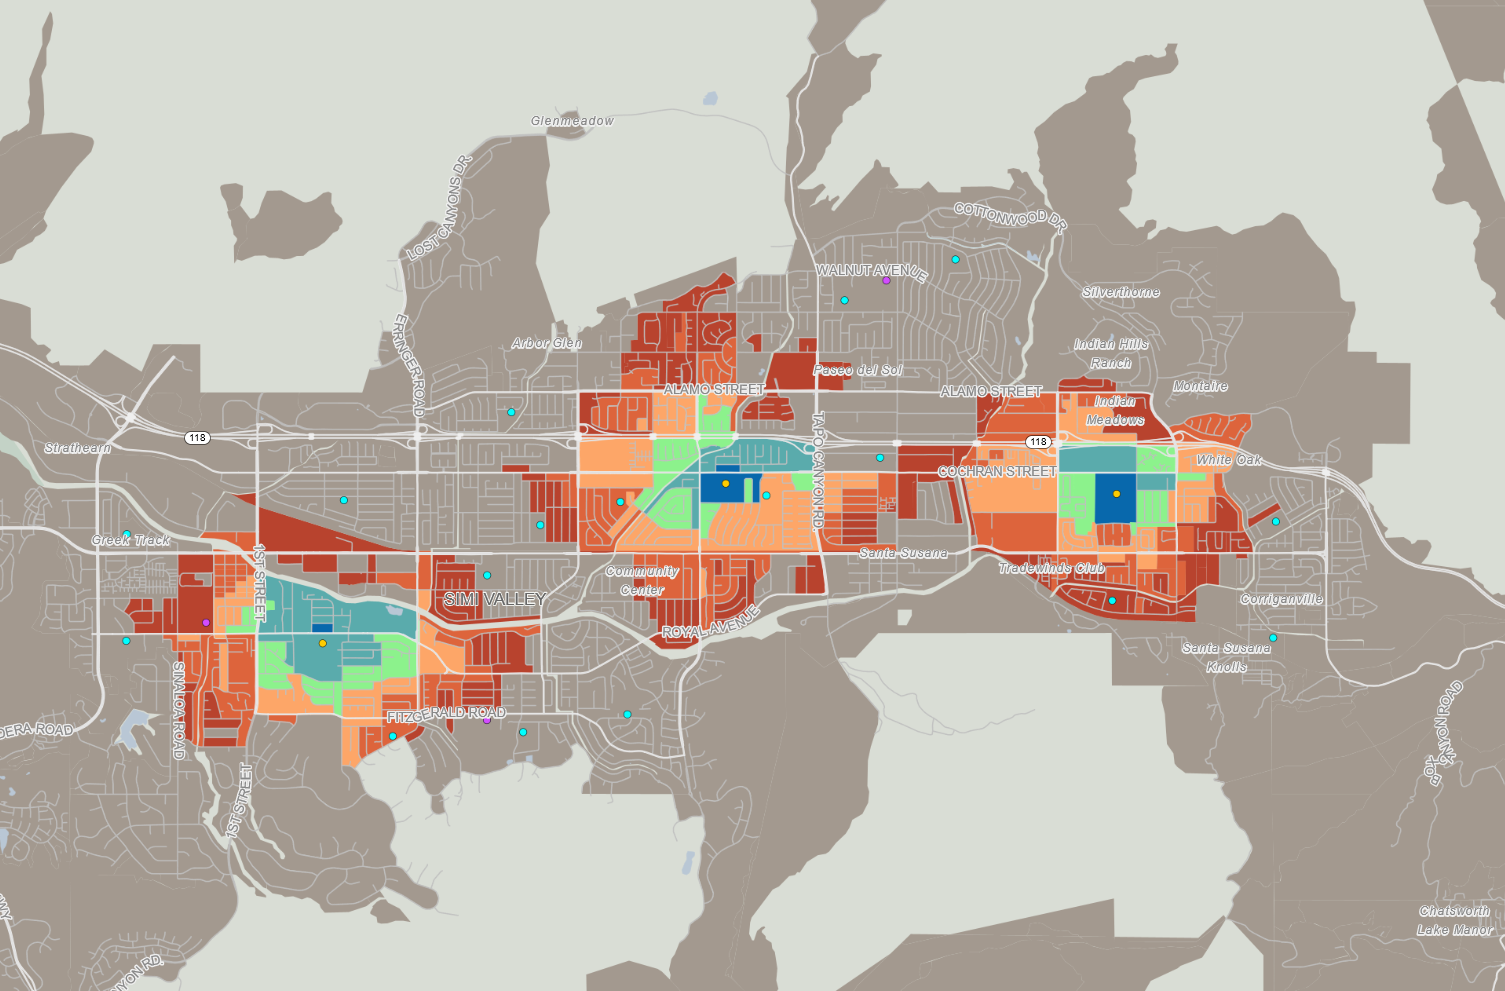 Glenmeadow
LOST CANYONS DR.
COTTONWOOD DR
WALNUT AVENUE
Silverthorne
ERRINGER ROAD
Arbor Glen
Indian Hills
Ranch
Paseo del Sol
Montaire
ALAMO STREET
ALAMO STREET
Indian
Meadows
118
118
Strathearn
TAPO CANYON RD.
White Oak
COCHRAN STREET
Greek Track
1ST STREET
Santa Susana
Community
Center
Tradewinds Club
SIMI VALLEY
Corriganville
ROYAL AVENUE
Santa Susana
Knolls
SINALOA ROAD
FITZGERALD ROAD
DERA ROAD
1ST STREET
BOX CANYON ROAD
WY
Chatsworth
Lake Manor
NYON RD.